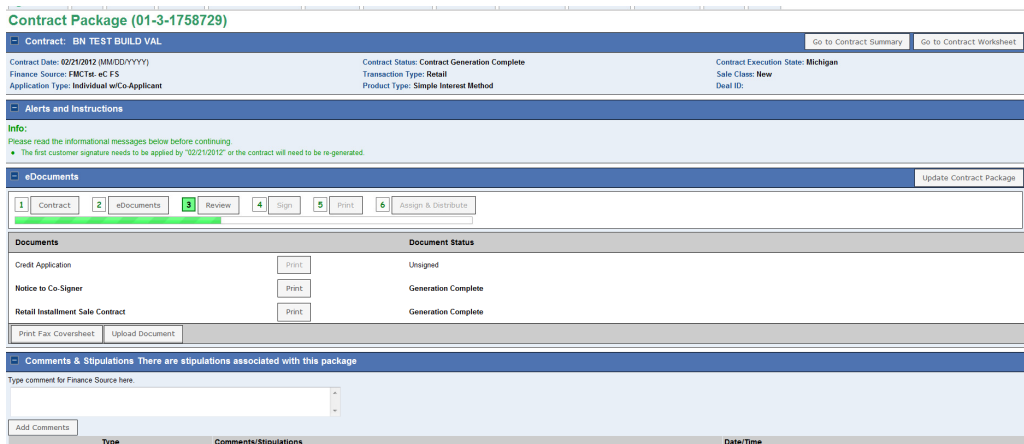 Contract Package (01-3-1758729)
Contract: BN TEST BUILD VAL Go to Contract Summary Go to Contract Worksheet
Contract Date: 02/21/2012 (MM/DD/YYYY) Contract Status: Contract Generation Complete Contract Execution State: Michigan
Finance Source: FMCTst- eC FS Transaction Type: Retail Sale Class: New
Application Type: Individual w/Co-Applicant Product Type: Simple Interest Method Deal ID:
Alerts and Instructions
Info:
Please read the informational messages below before continuing.
The first customer signature needs to be applied by "02/21/2012" or the contract will need to be re-generated.
eDocuments Update Contract Package
1 Contract 2 eDocuments 3 Review 4 Sign 5 Print 6 Assign & Distribute
Documents Document Status
Credit Application Print Unsigned
Notice to Co-Signer Print Generation Complete
Retail Installment Sale Contract Print Generation Complete
Print Fax Coversheet Upload Document
Comments & Stipulations There are stipulations associated with this package
Type comment for Finance Source here.
Add Comments
Type Comments/Stipulations Date/Time